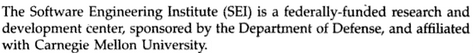 The Software Engineering Institute (SEI) is a federally-funded research and
development center, sponsored by the Department of Defense, and affiliated
with Carnegie Mellon University.